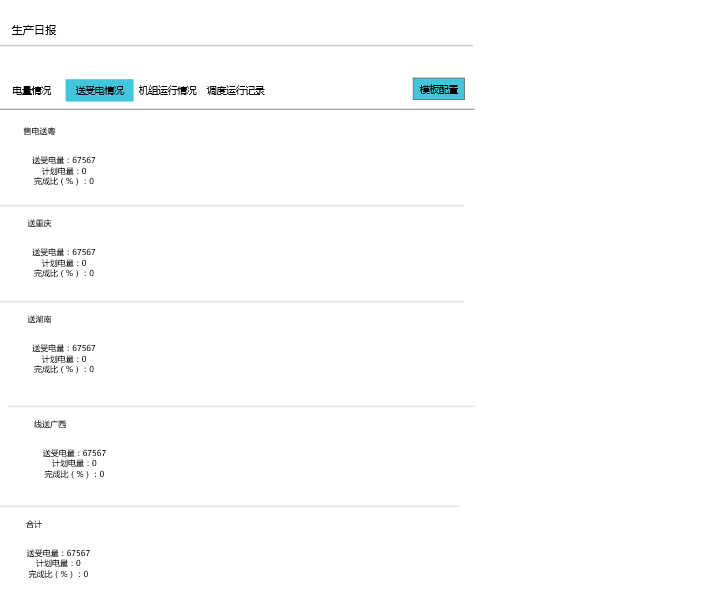 生产日报
电量情况 送受电情况 机组运行情况 调度运行记录 模板配置
售电送粤
送受电量：67567
计划电量：0
完成比（%）：0
送重庆
送受电量：67567
计划电量：0
完成比（%）：0
送湖南
送受电量：67567
计划电量：0
完成比（%）：0
线送广西
送受电量：67567
计划电量：0
完成比（%）：0
合计
送受电量：67567
计划电量：0
完成比（%）：0